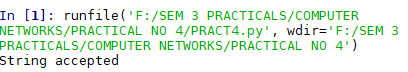 In [1]: runfile('F:/SEM 3 PRACTICALS/COMPUTER
NETWORKS/PRACTICAL NO 4/PRACT4.py', wdir='F:/SEM 3
PRACTICALS/COMPUTER NETWORKS/PRACTICAL NO 4')
String accepted